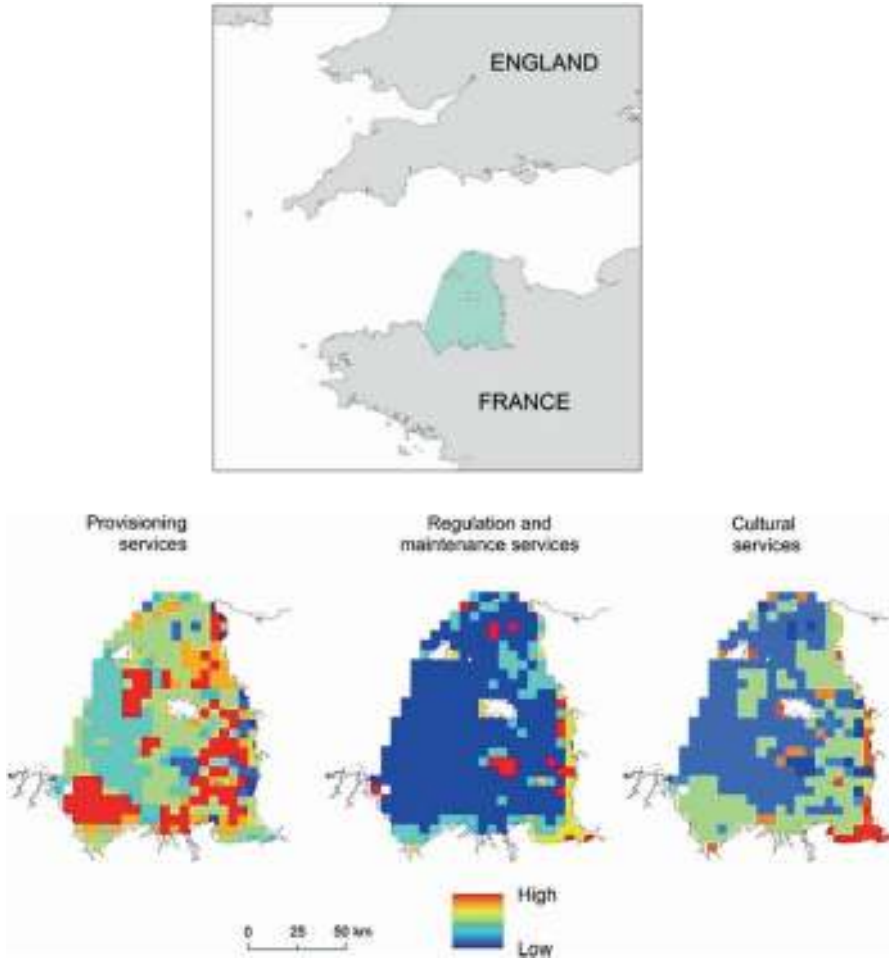 ENGLAND
FRANCE
Provisioning
services
Regulation and
maintenance services
Cultural
services
High
Low
0 25 50 km